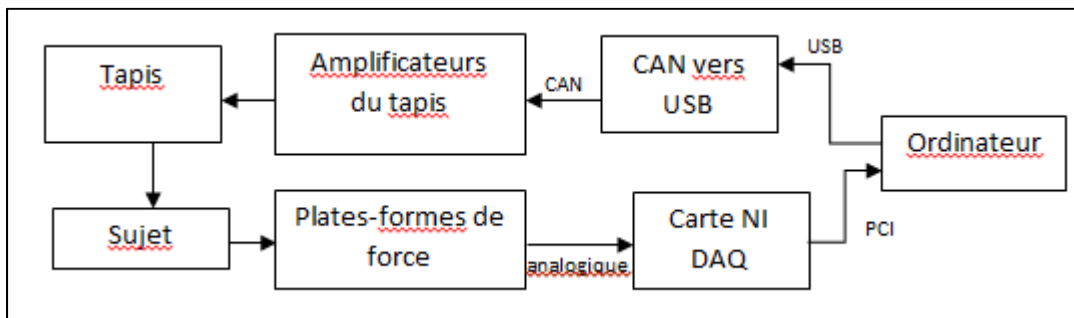 Tapis
Amplificateurs
du tapis
CAN
CAN vers
USB
USB
Ordinateur
Sujet
Plates-formes de
force
analogique
Carte NI
DAQ
PCI